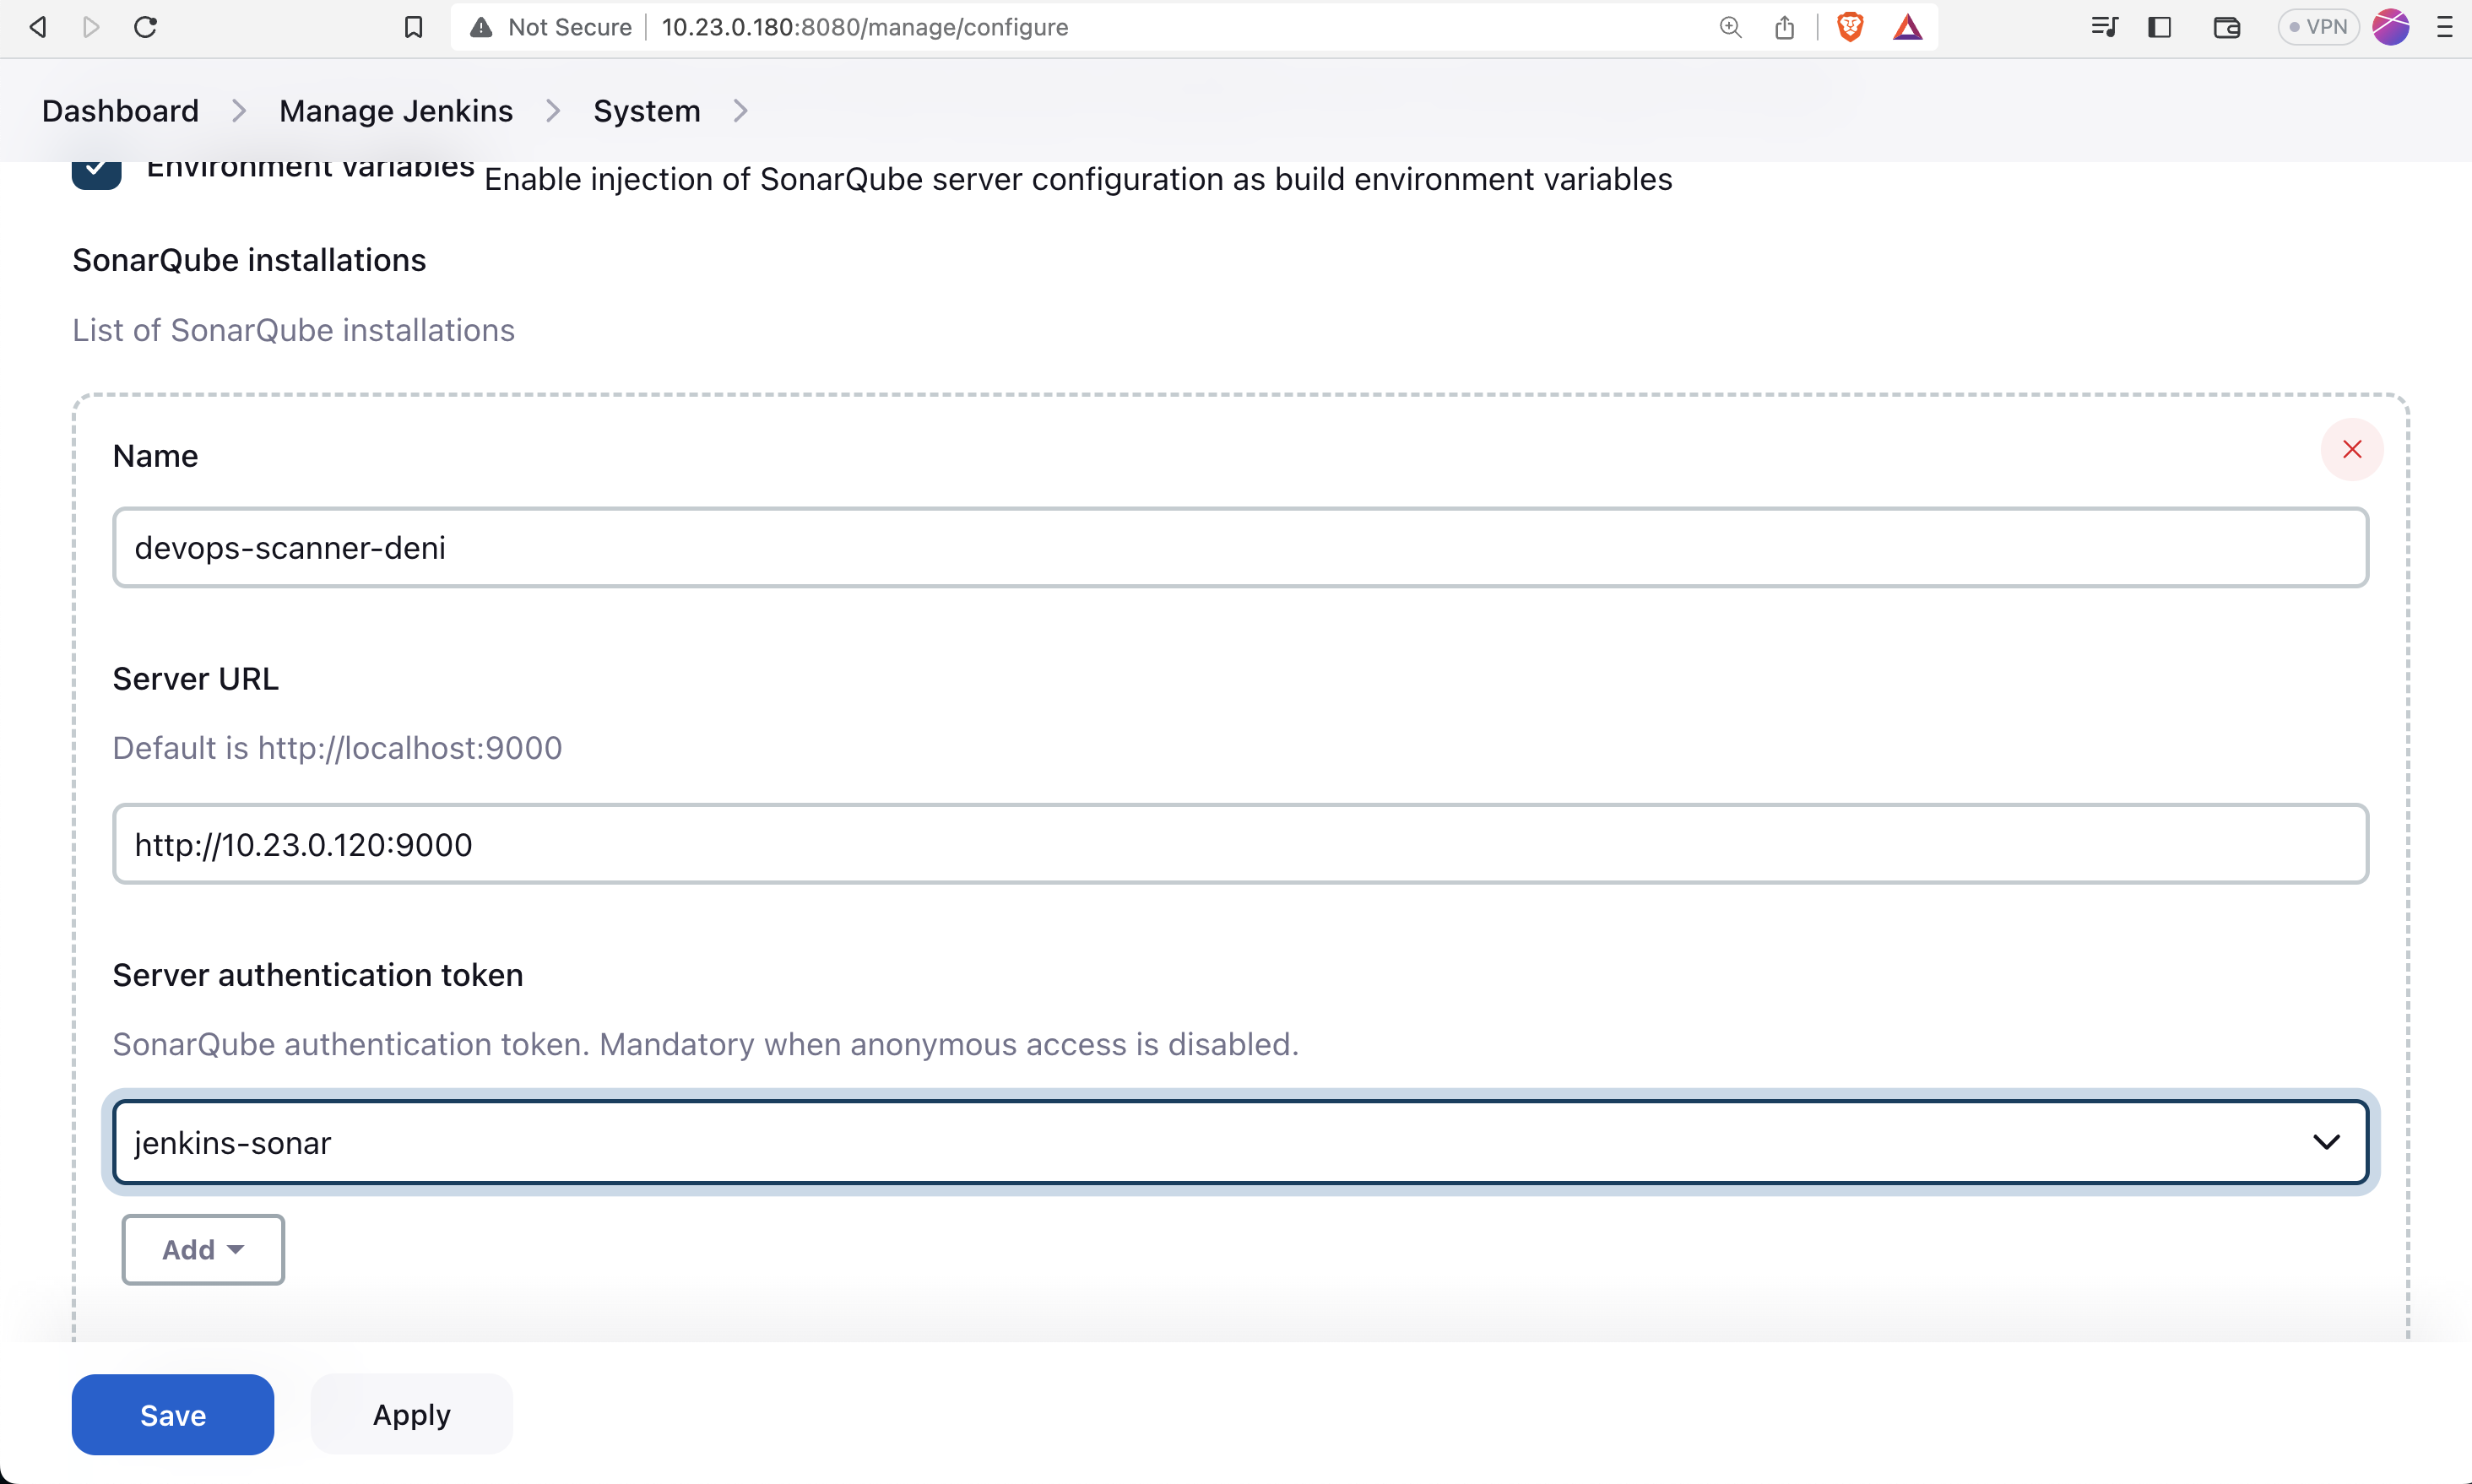 Not Secure 10.23.0.180:8080/manage/configure VPN
Dashboard Manage Jenkins System
Environment variables Enable injection of SonarQube server configuration as build environment variables
SonarQube installations
List of SonarQube installations
Name
devops-scanner-deni
Server URL
Default is http://localhost:9000
http://10.23.0.120:9000
Server authentication token
SonarQube authentication token. Mandatory when anonymous access is disabled.
jenkins-sonar
Add
Save Apply